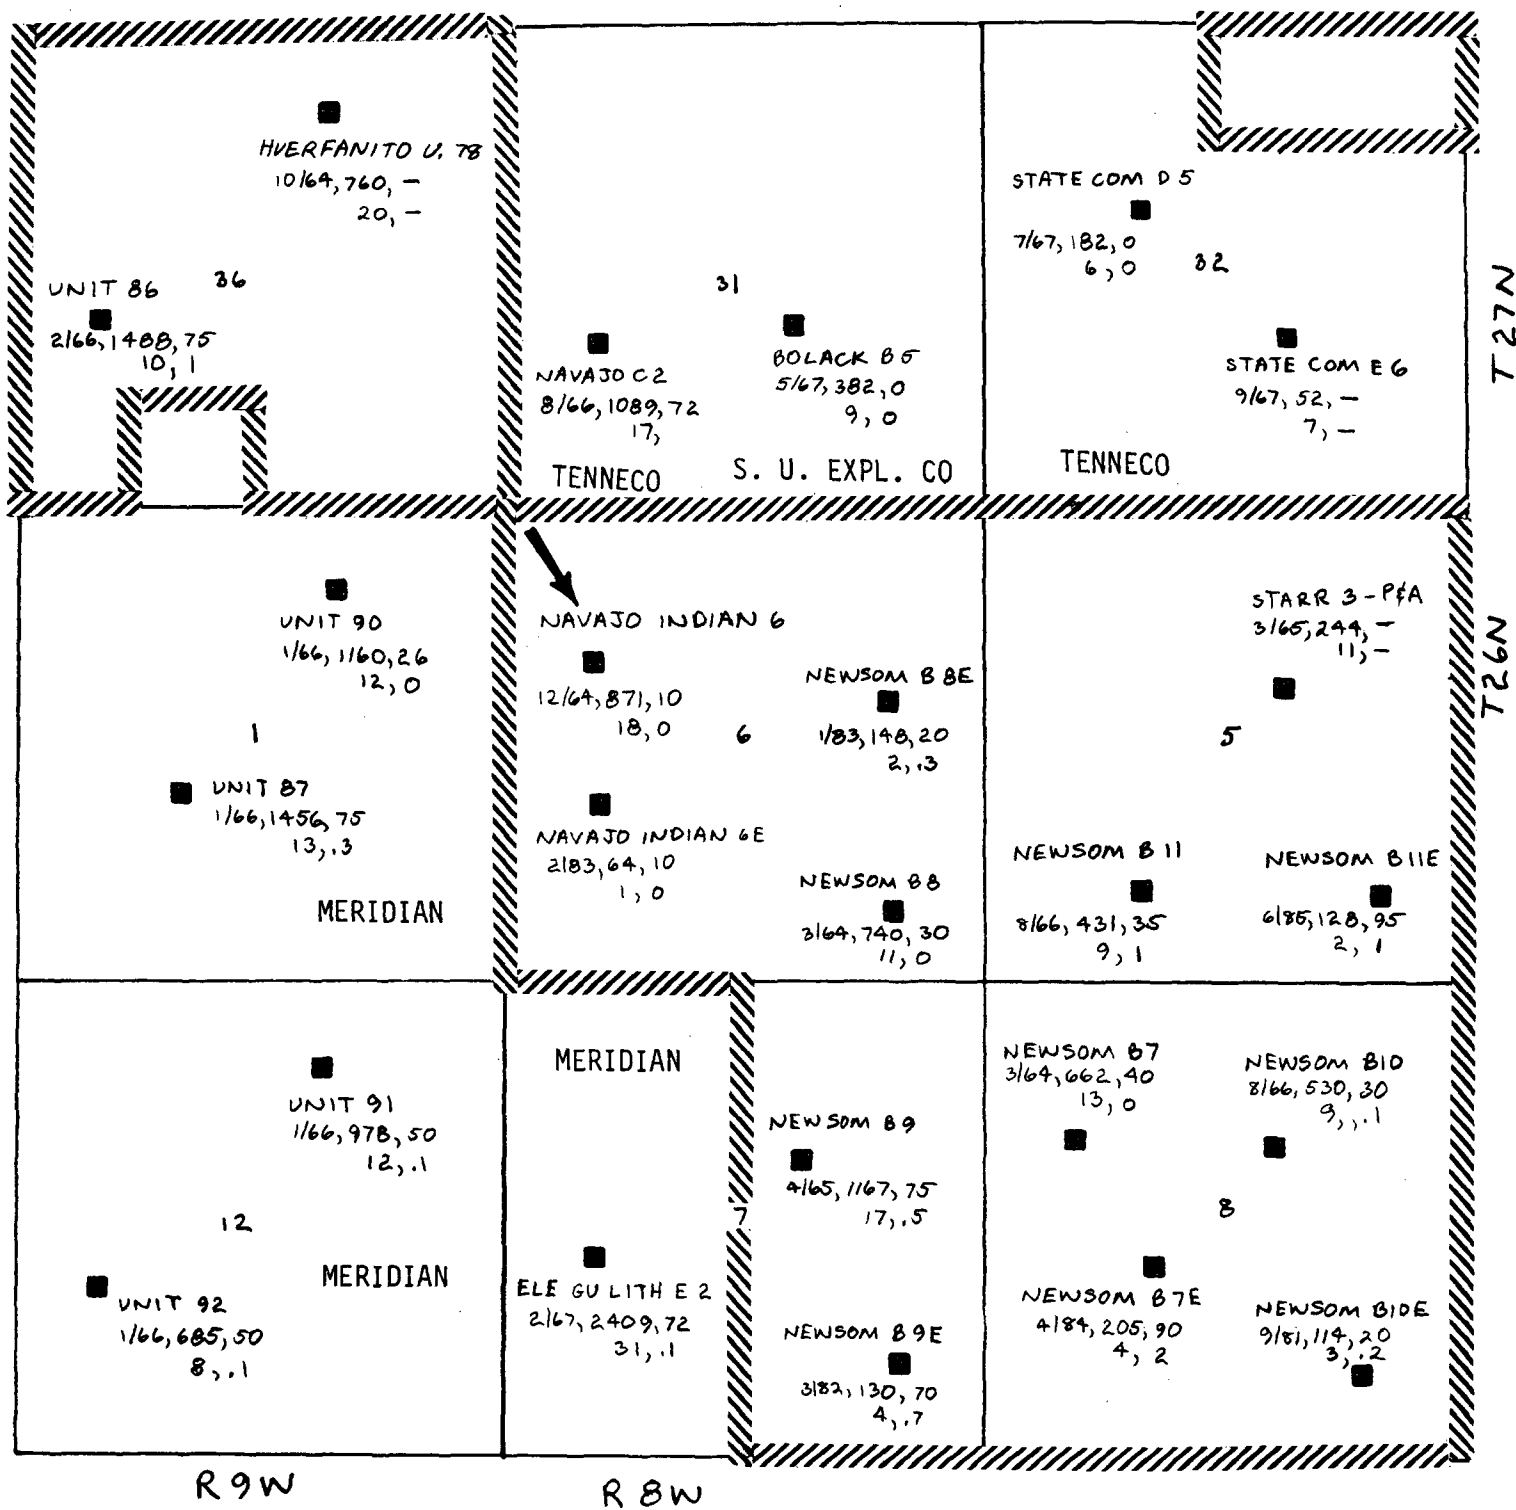 HUERFANITO U. 78
10/64, 760, –
20, –
UNIT 86
36
2/66, 1488, 75
10, 1
31
NAVAJO C2
8/66, 1089, 72
17,
TENNECO
BOLACK B5
5/67, 382, 0
9, 0
S. U. EXPL. CO
STATE COM D 5
7/67, 182, 0
6, 0
32
STATE COM E 6
9/67, 52, –
7, –
TENNECO
T 27 N
UNIT 90
1/66, 1160, 26
12, 0
1
UNIT 87
1/66, 1456, 75
13, .3
MERIDIAN
NAVAJO INDIAN 6
12/64, 871, 10
18, 0
6
NEWSOM B 8E
1/83, 148, 20
2, .3
NAVAJO INDIAN 6E
2/83, 64, 10
1, 0
NEWSOM B8
3/64, 740, 30
11, 0
STARR 3 – P&A
3/65, 244, –
11, –
5
NEWSOM B 11
8/66, 431, 35
9, 1
NEWSOM B11E
6/85, 128, 95
2, 1
T26N
UNIT 91
1/66, 978, 50
12, .1
12
MERIDIAN
UNIT 92
1/66, 685, 50
8, .1
MERIDIAN
7
ELE GU LITH E 2
2/67, 2409, 72
31, .1
NEWSOM B9
4/65, 1167, 75
17, .5
NEWSOM B9E
3/82, 130, 70
4, .7
NEWSOM B7
3/64, 662, 40
13, 0
NEWSOM B10
8/66, 530, 30
9, , .1
8
NEWSOM B7E
4/84, 205, 90
4, 2
NEWSOM B10E
9/81, 114, 20
3, .2
R 9W
R 8W